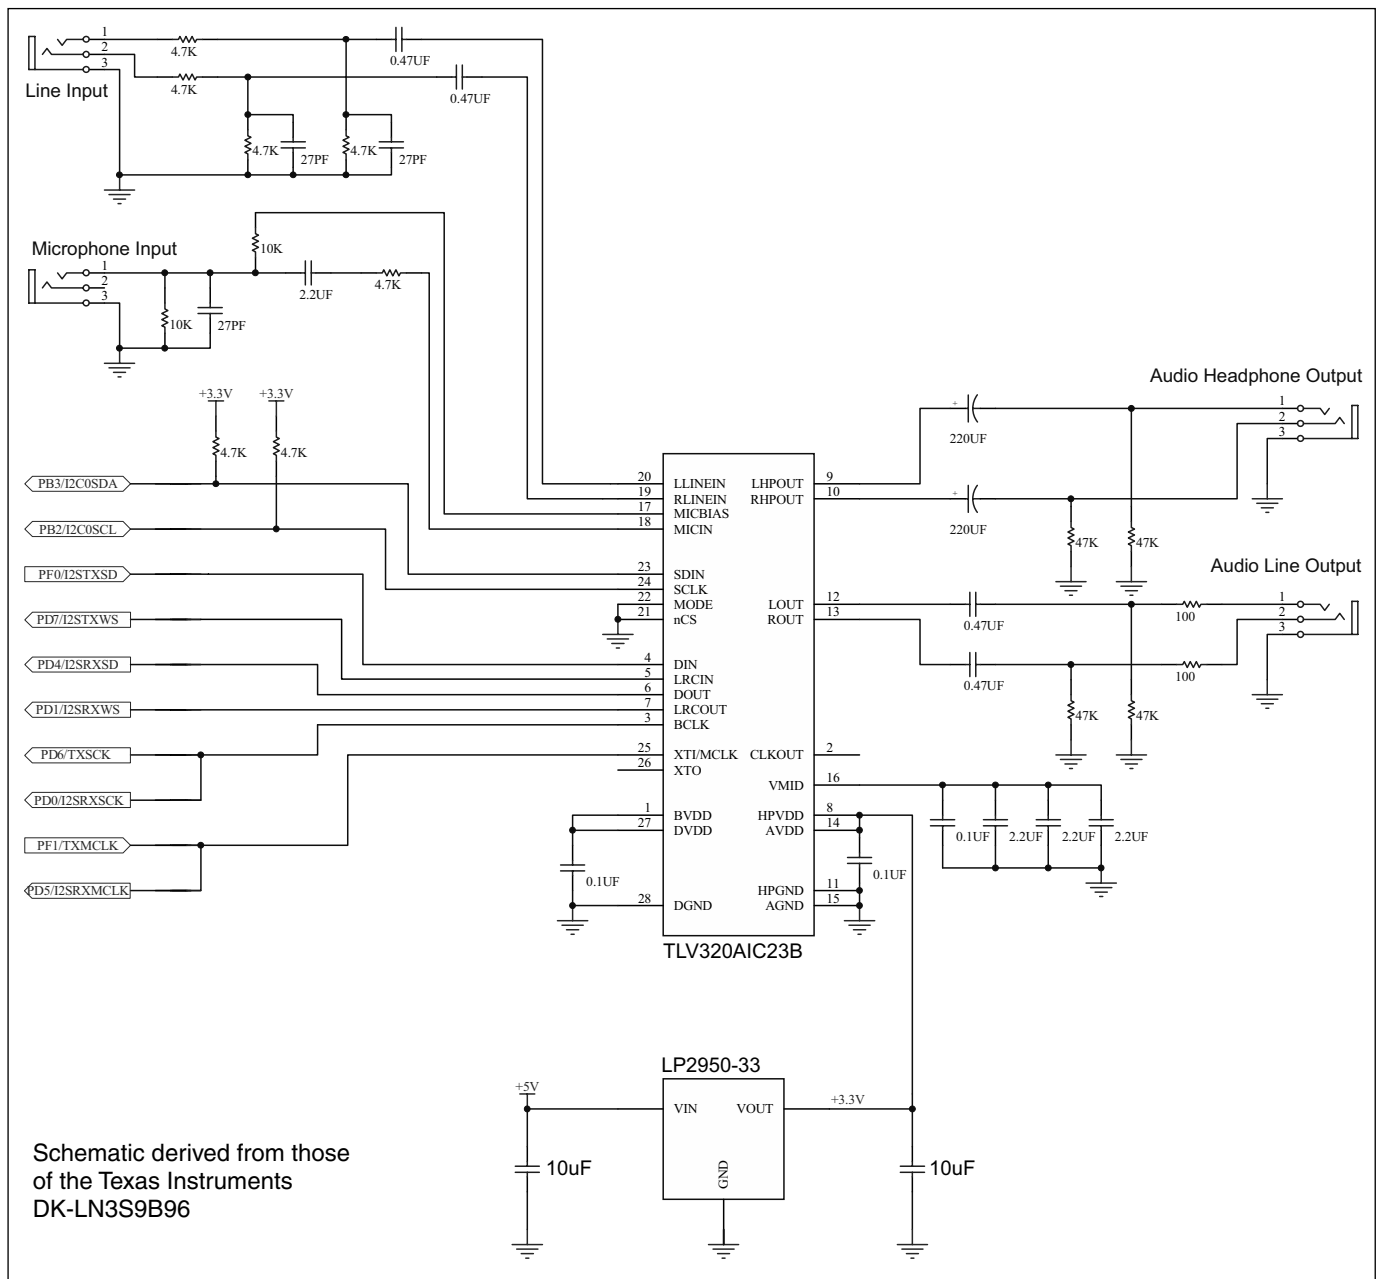 1
2
3
Line Input
4.7K
4.7K
0.47UF
0.47UF
4.7K
27PF
4.7K
27PF
Microphone Input
1
2
3
10K
10K
27PF
2.2UF
4.7K
+3.3V
+3.3V
4.7K
4.7K
PB3/I2C0SDA
PB2/I2C0SCL
PF0/I2STXSD
PD7/I2STXWS
PD4/I2SRXSD
PD1/I2SRXWS
PD6/TXSCK
PD0/I2SRXSCK
PF1/TXMCLK
PD5/I2SRXMCLK
20 LLINEIN
19 RLINEIN
17 MICBIAS
18 MICIN
23 SDIN
24 SCLK
22 MODE
21 nCS
4 DIN
5 LRCIN
6 DOUT
7 LRCOUT
3 BCLK
25 XTI/MCLK
26 XTO
1 BVDD
27 DVDD
0.1UF
28 DGND
LHPOUT 9
RHPOUT 10
LOUT 12
ROUT 13
CLKOUT 2
VMID 16
HPVDD 8
AVDD 14
HPGND 11
AGND 15
0.1UF
TLV320AIC23B
Audio Headphone Output
1
2
3
+
220UF
+
220UF
47K
47K
Audio Line Output
1
2
3
0.47UF
0.47UF
100
100
47K
47K
0.1UF
2.2UF
2.2UF
2.2UF
LP2950-33
+5V
VIN
VOUT
+3.3V
GND
10uF
10uF
Schematic derived from those
of the Texas Instruments
DK-LN3S9B96